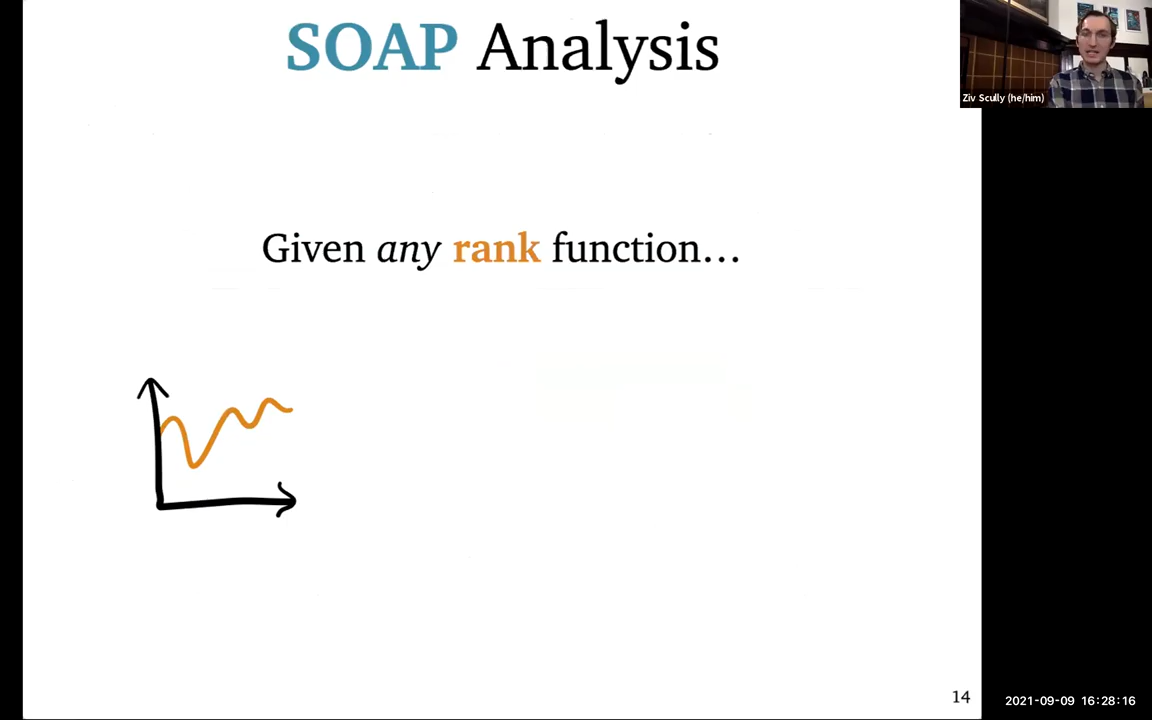 SOAP Analysis
Ziv Scully (he/him)
Given any rank function…
14
2021-09-09 16:28:16